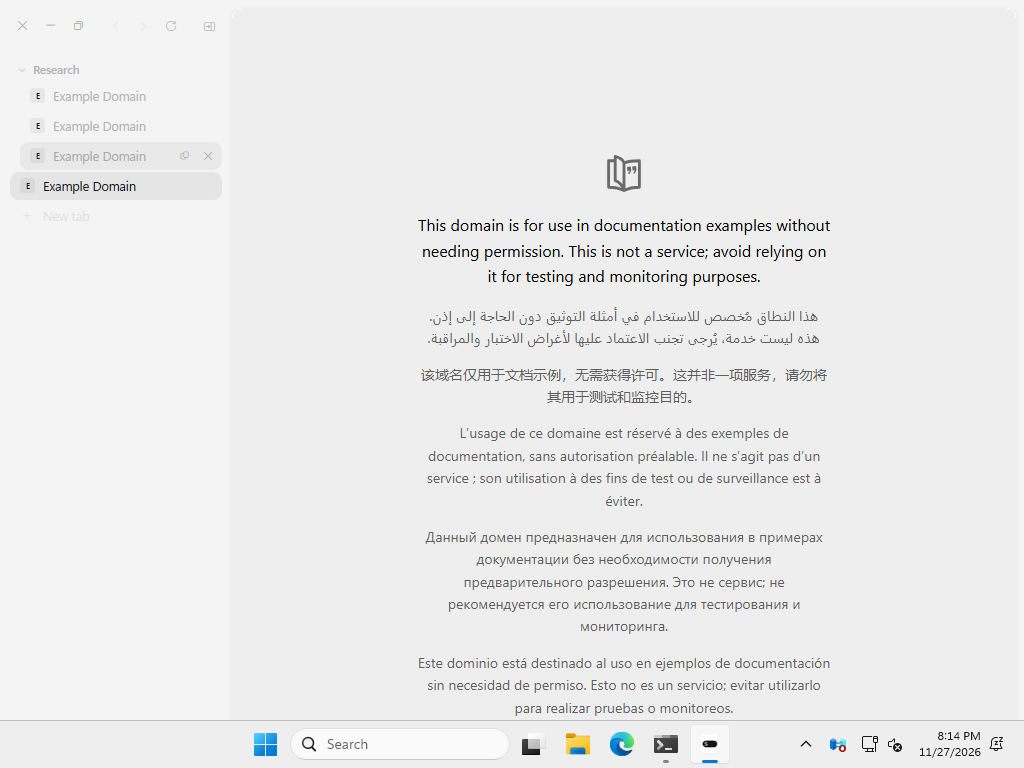 Research
E Example Domain
E Example Domain
E Example Domain
E Example Domain
New tab
This domain is for use in documentation examples without
needing permission. This is not a service; avoid relying on
it for testing and monitoring purposes.
هذا النطاق مُخصص للاستخدام في أمثلة التوثيق دون الحاجة إلى إذن.
هذه ليست خدمة، يُرجى تجنب الاعتماد عليها لأغراض الاختبار والمراقبة.
该域名仅用于文档示例，无需获得许可。这并非一项服务，请勿将
其用于测试和监控目的。
L’usage de ce domaine est réservé à des exemples de
documentation, sans autorisation préalable. Il ne s’agit pas d’un
service ; son utilisation à des fins de test ou de surveillance est à
éviter.
Данный домен предназначен для использования в примерах
документации без необходимости получения
предварительного разрешения. Это не сервис; не
рекомендуется его использование для тестирования и
мониторинга.
Este dominio está destinado al uso en ejemplos de documentación
sin necesidad de permiso. Esto no es un servicio; evitar utilizarlo
para realizar pruebas o monitoreos.
Search
8:14 PM
11/27/2026